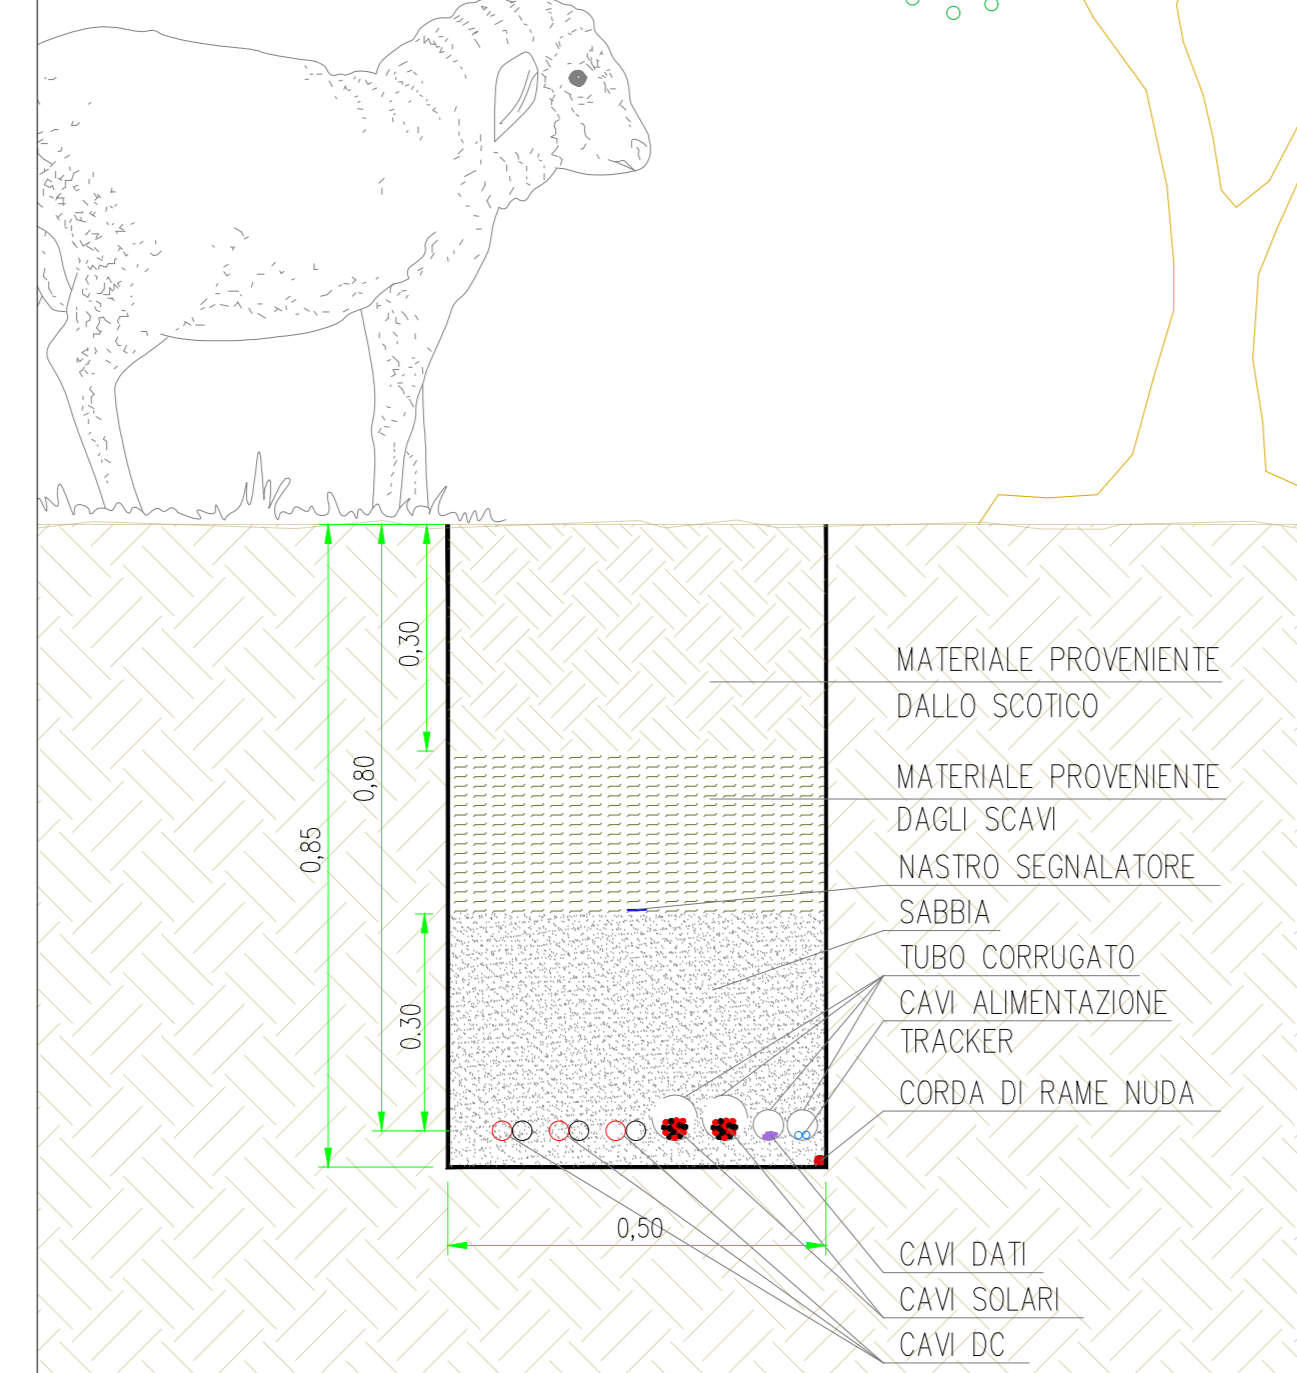 0,30
0,80
0,85
0.30
0,50
MATERIALE PROVENIENTE
DALLO SCOTICO
MATERIALE PROVENIENTE
DAGLI SCAVI
NASTRO SEGNALATORE
SABBIA
TUBO CORRUGATO
CAVI ALIMENTAZIONE
TRACKER
CORDA DI RAME NUDA
CAVI DATI
CAVI SOLARI
CAVI DC